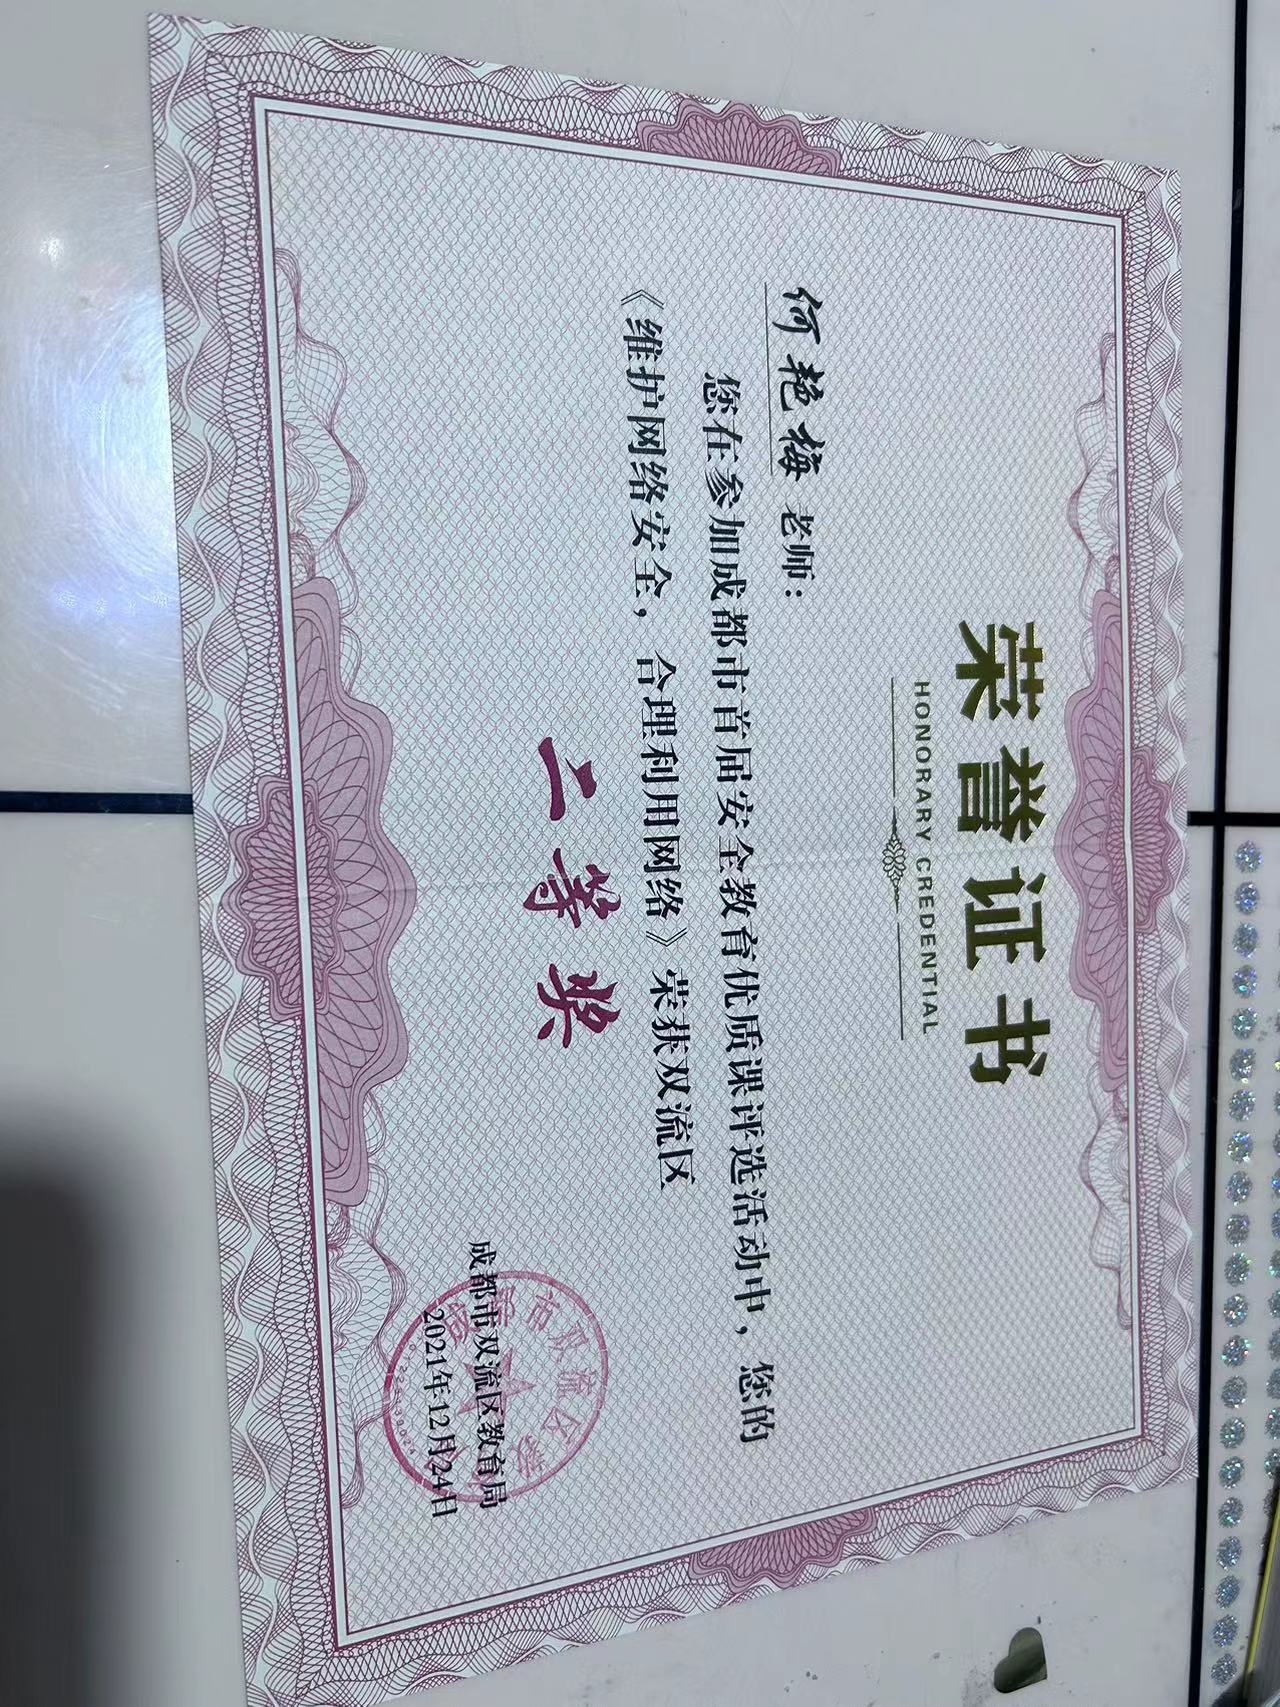 荣誉证书
HONORARY CREDENTIAL
何艳梅 老师：
您在参加成都市首届安全教育优质课评选活动中，您的
《维护网络安全，合理利用网络》荣获双流区
二等奖
成都市双流区教育局
2021年12月24日